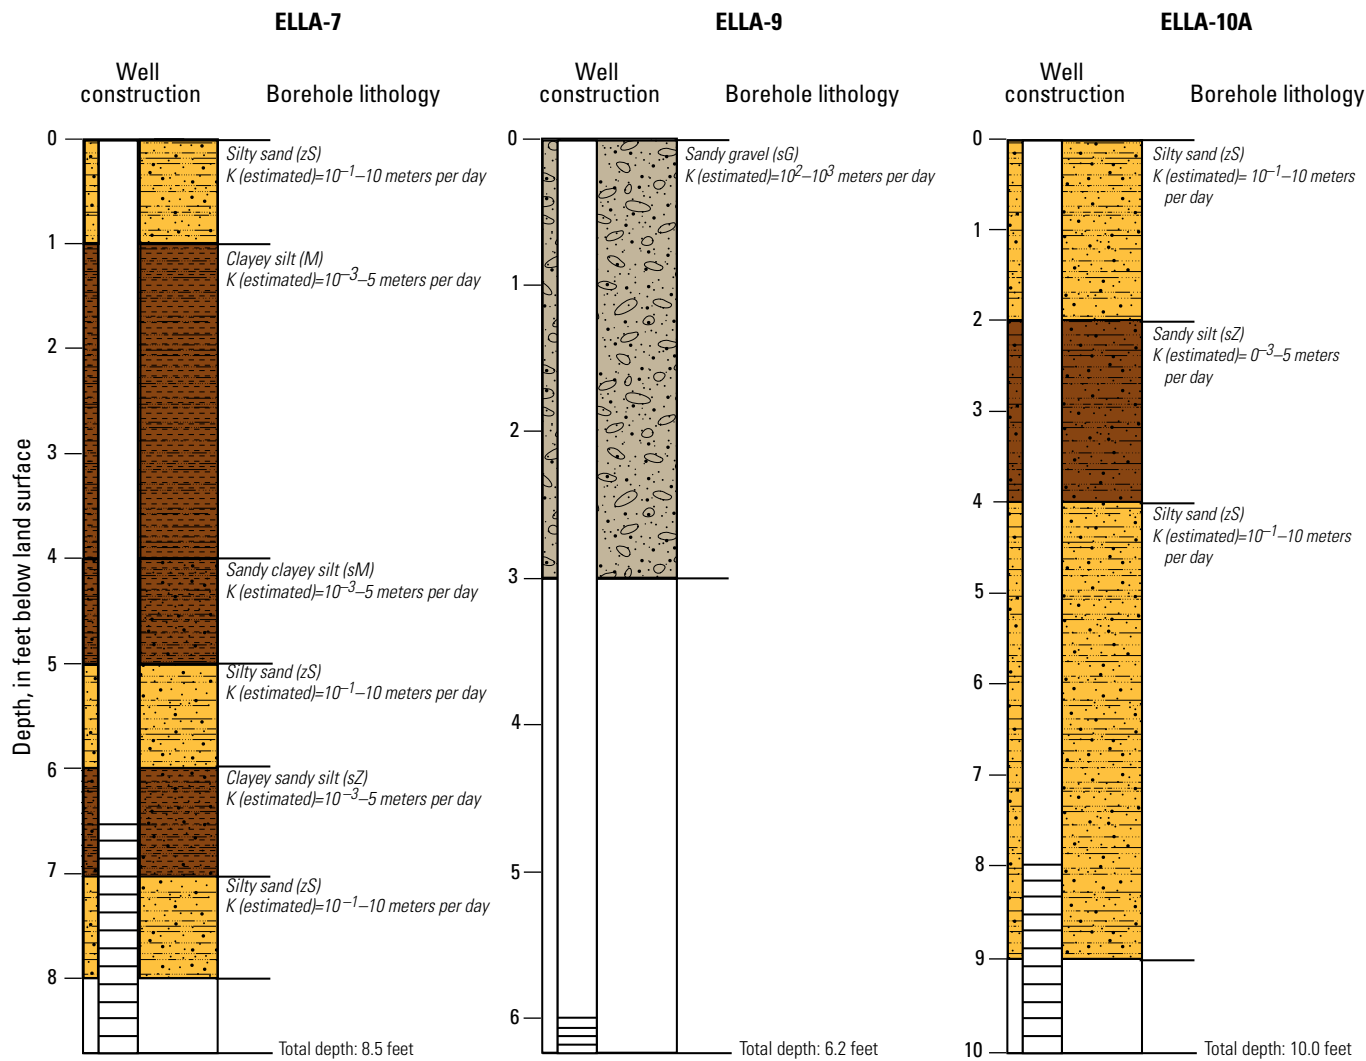 ELLA-7
Well
construction
Borehole lithology
0
1
2
3
4
5
6
7
8
Depth, in feet below land surface
Silty sand (zS)
K (estimated)=10⁻¹–10 meters per day
Clayey silt (M)
K (estimated)=10⁻³–5 meters per day
Sandy clayey silt (sM)
K (estimated)=10⁻³–5 meters per day
Silty sand (zS)
K (estimated)=10⁻¹–10 meters per day
Clayey sandy silt (sZ)
K (estimated)=10⁻³–5 meters per day
Silty sand (zS)
K (estimated)=10⁻¹–10 meters per day
Total depth: 8.5 feet
ELLA-9
Well
construction
Borehole lithology
0
1
2
3
4
5
6
Sandy gravel (sG)
K (estimated)=10²–10³ meters per day
Total depth: 6.2 feet
ELLA-10A
Well
construction
Borehole lithology
0
1
2
3
4
5
6
7
8
9
10
Silty sand (zS)
K (estimated)= 10⁻¹–10 meters
per day
Sandy silt (sZ)
K (estimated)= 0⁻³–5 meters
per day
Silty sand (zS)
K (estimated)=10⁻¹–10 meters
per day
Total depth: 10.0 feet